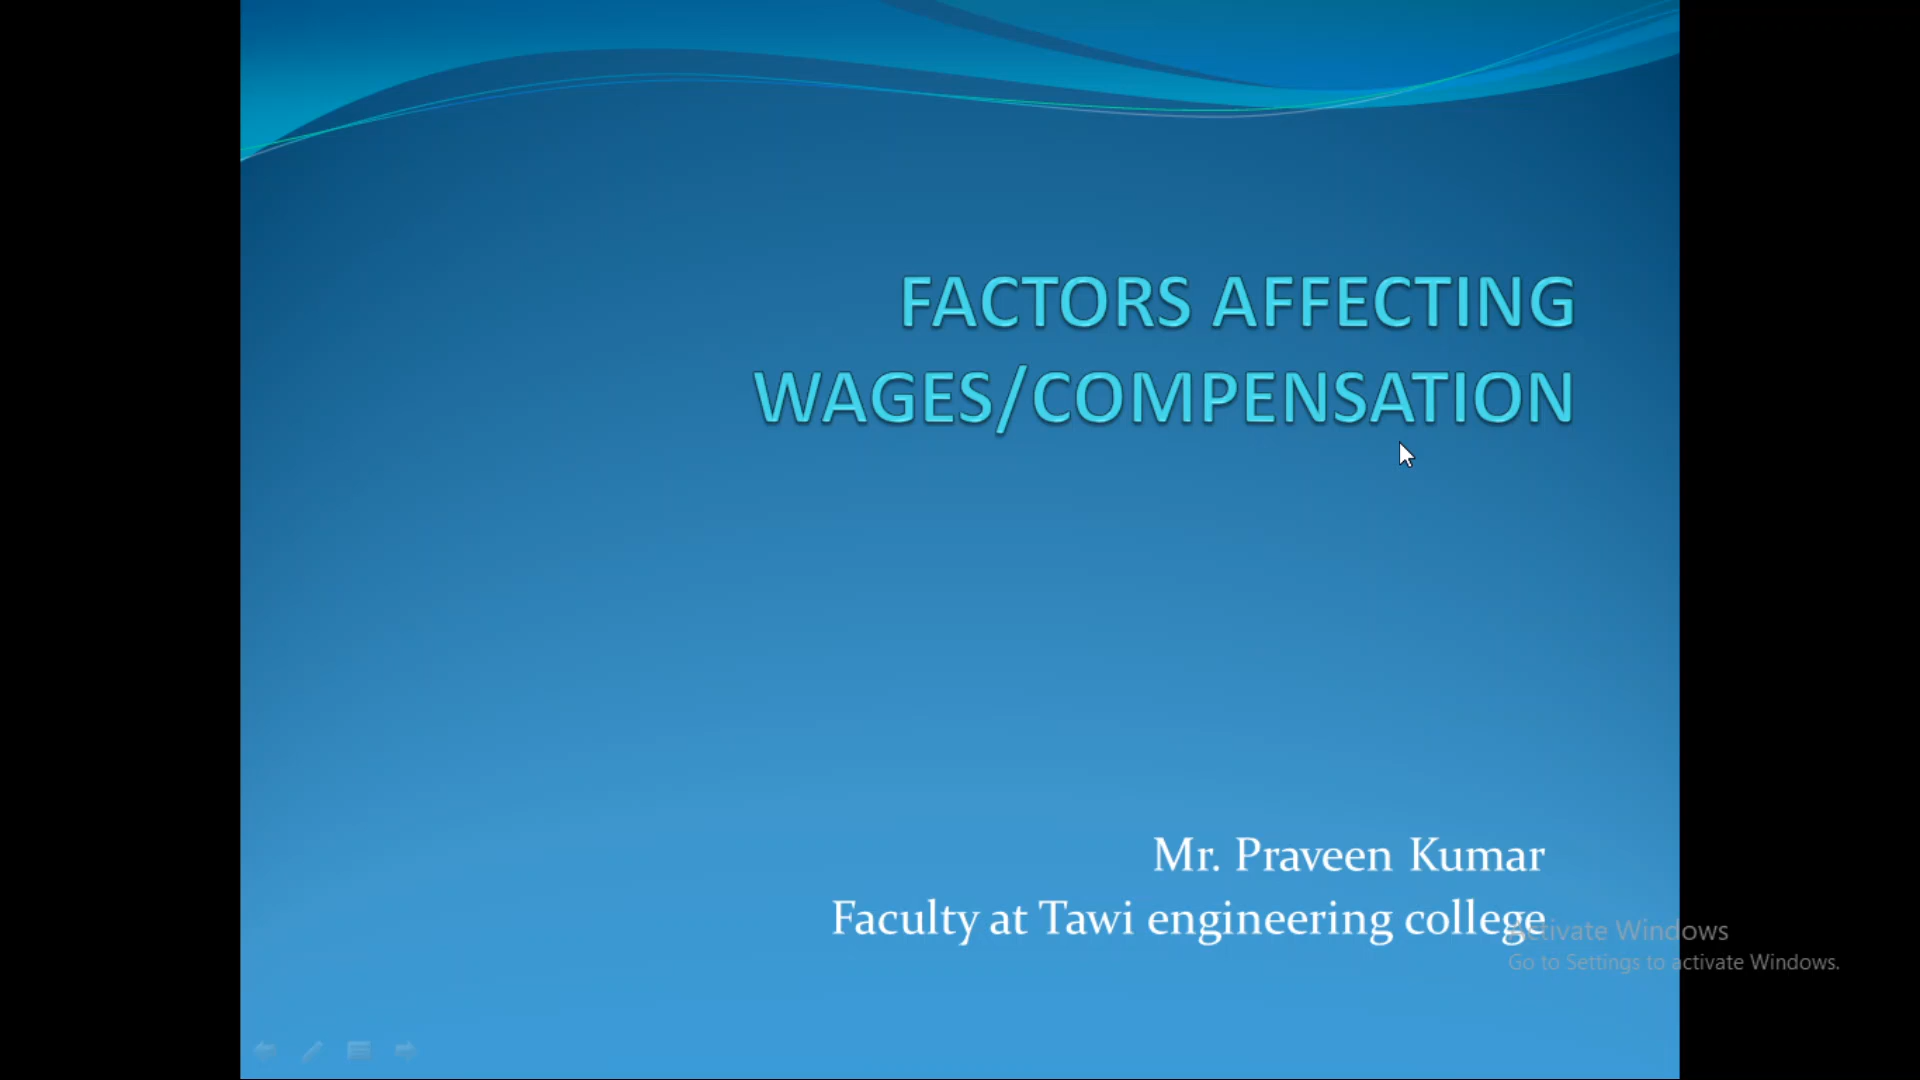 FACTORS AFFECTING
WAGES/COMPENSATION
Mr. Praveen Kumar
Faculty at Tawi engineering college
Activate Windows
Go to Settings to activate Windows.